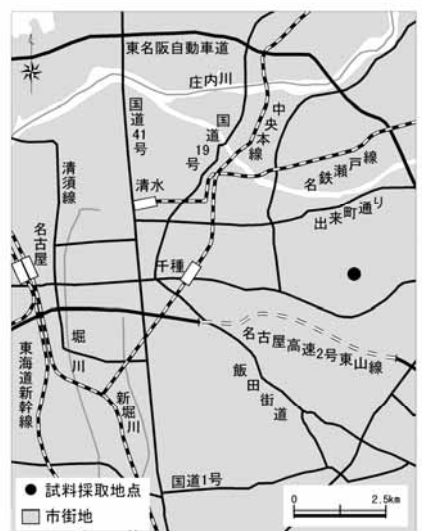 東名阪自動車道
庄内川
国道41号
国道19号
中央本線
名鉄瀬戸線
清須線
清水
出来町通り
名古屋
千種
名古屋高速2号東山線
堀川
飯田街道
東海道新幹線
新堀川
国道1号
試料採取地点
市街地
0 2.5km